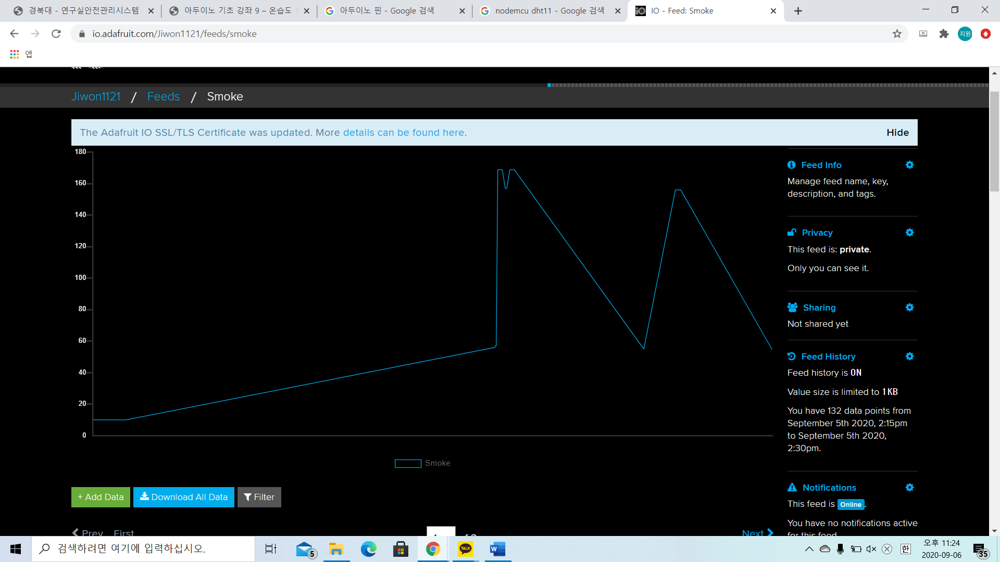 경북대 - 연구실안전관리시스템
아두이노 기초 강좌 9 – 온습도
아두이노 핀 - Google 검색
nodemcu dht11 - Google 검색
IO - Feed: Smoke
io.adafruit.com/Jiwon1121/feeds/smoke
지원
앱
Jiwon1121 / Feeds / Smoke
The Adafruit IO SSL/TLS Certificate was updated. More details can be found here.
Hide
180
160
140
120
100
80
60
40
20
0
Smoke
Feed Info
Manage feed name, key,
description, and tags.
Privacy
This feed is: private.
Only you can see it.
Sharing
Not shared yet
Feed History
Feed history is ON
Value size is limited to 1KB
You have 132 data points from
September 5th 2020, 2:15pm
to September 5th 2020,
2:30pm.
Notifications
This feed is Online.
You have no notifications active
for this feed
+ Add Data
Download All Data
Filter
Prev
First
Next
검색하려면 여기에 입력하십시오.
5
TALK
W
한
오후 11:24
2020-09-06
35